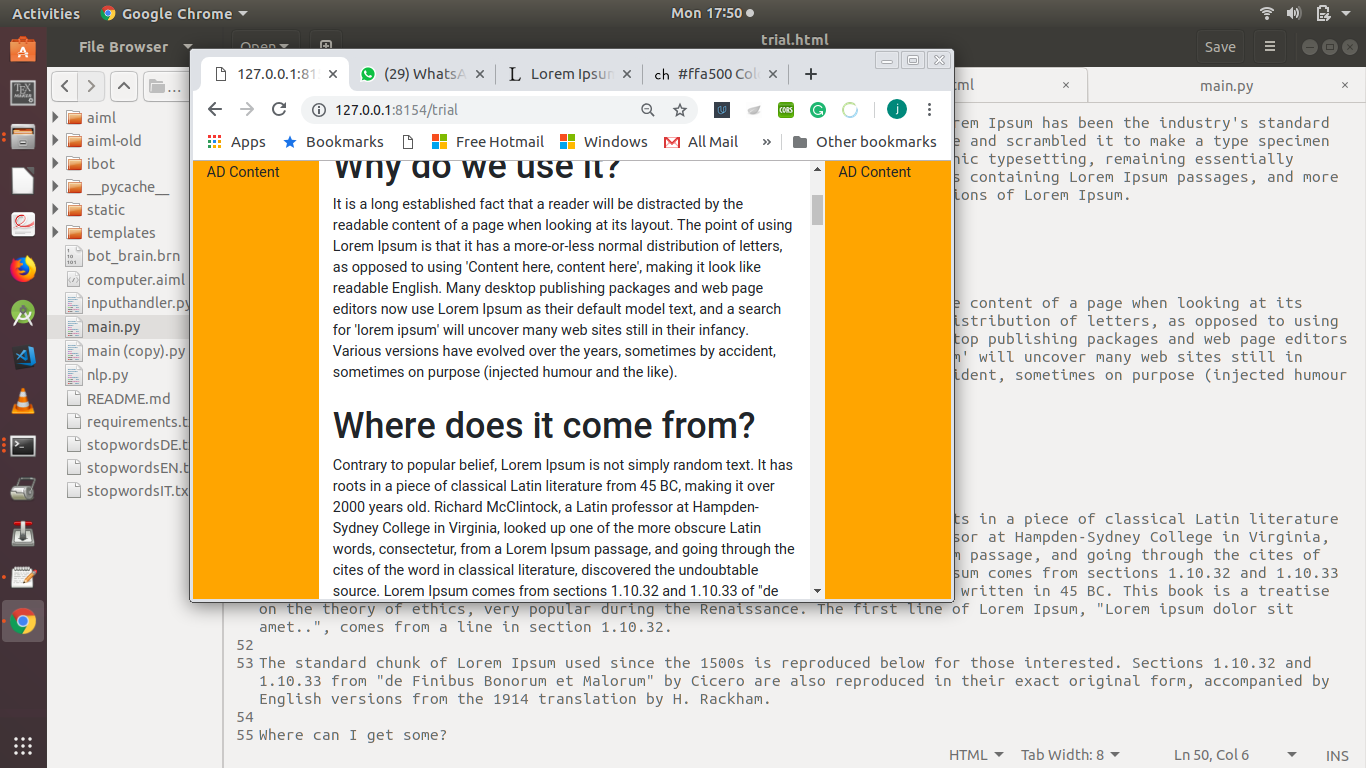 Activities Google Chrome Mon 17:50
File Browser Open trial.html Save
127.0.0.1:81 (29) WhatsA Lorem Ipsum ch #ffa500 Col
ml main.py
127.0.0.1:8154/trial
CORS j
Apps Bookmarks Free Hotmail Windows All Mail » Other bookmarks
...
aiml
aiml-old
ibot
__pycache__
static
templates
bot_brain.brn
computer.aiml
inputhandler.py
main.py
main (copy).py
nlp.py
README.md
requirements.t
stopwordsDE.t
stopwordsEN.t
stopwordsIT.tx
AD Content
Why do we use it?
It is a long established fact that a reader will be distracted by the
readable content of a page when looking at its layout. The point of using
Lorem Ipsum is that it has a more-or-less normal distribution of letters,
as opposed to using 'Content here, content here', making it look like
readable English. Many desktop publishing packages and web page
editors now use Lorem Ipsum as their default model text, and a search
for 'lorem ipsum' will uncover many web sites still in their infancy.
Various versions have evolved over the years, sometimes by accident,
sometimes on purpose (injected humour and the like).
Where does it come from?
Contrary to popular belief, Lorem Ipsum is not simply random text. It has
roots in a piece of classical Latin literature from 45 BC, making it over
2000 years old. Richard McClintock, a Latin professor at Hampden-
Sydney College in Virginia, looked up one of the more obscure Latin
words, consectetur, from a Lorem Ipsum passage, and going through the
cites of the word in classical literature, discovered the undoubtable
source. Lorem Ipsum comes from sections 1.10.32 and 1.10.33 of "de
AD Content
rem Ipsum has been the industry's standard
e and scrambled it to make a type specimen
nic typesetting, remaining essentially
s containing Lorem Ipsum passages, and more
ions of Lorem Ipsum.
e content of a page when looking at its
istribution of letters, as opposed to using
top publishing packages and web page editors
m' will uncover many web sites still in
ident, sometimes on purpose (injected humour
ts in a piece of classical Latin literature
sor at Hampden-Sydney College in Virginia,
m passage, and going through the cites of
sum comes from sections 1.10.32 and 1.10.33
written in 45 BC. This book is a treatise
on the theory of ethics, very popular during the Renaissance. The first line of Lorem Ipsum, "Lorem ipsum dolor sit
amet..", comes from a line in section 1.10.32.
52
53 The standard chunk of Lorem Ipsum used since the 1500s is reproduced below for those interested. Sections 1.10.32 and
1.10.33 from "de Finibus Bonorum et Malorum" by Cicero are also reproduced in their exact original form, accompanied by
English versions from the 1914 translation by H. Rackham.
54
55 Where can I get some?
HTML Tab Width: 8 Ln 50, Col 6 INS